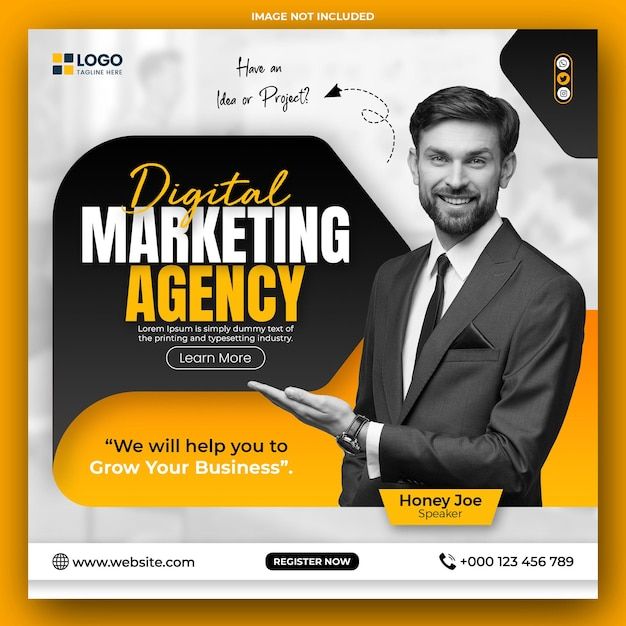 IMAGE NOT INCLUDED
LOGO
TAGLINE HERE
Have an
Idea or Project?
Digital
MARKETING
AGENCY
Lorem Ipsum is simply dummy text of
the printing and typesetting industry.
Learn More
“We will help you to
Grow Your Business”.
Honey Joe
Speaker
www.website.com
REGISTER NOW
+000 123 456 789